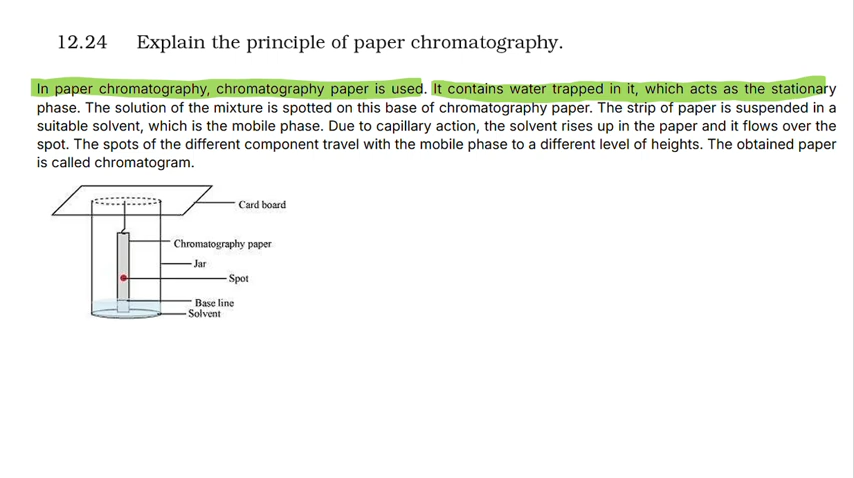 12.24 Explain the principle of paper chromatography.
In paper chromatography, chromatography paper is used. It contains water trapped in it, which acts as the stationary
phase. The solution of the mixture is spotted on this base of chromatography paper. The strip of paper is suspended in a
suitable solvent, which is the mobile phase. Due to capillary action, the solvent rises up in the paper and it flows over the
spot. The spots of the different component travel with the mobile phase to a different level of heights. The obtained paper
is called chromatogram.
Card board
Chromatography paper
Jar
Spot
Base line
Solvent